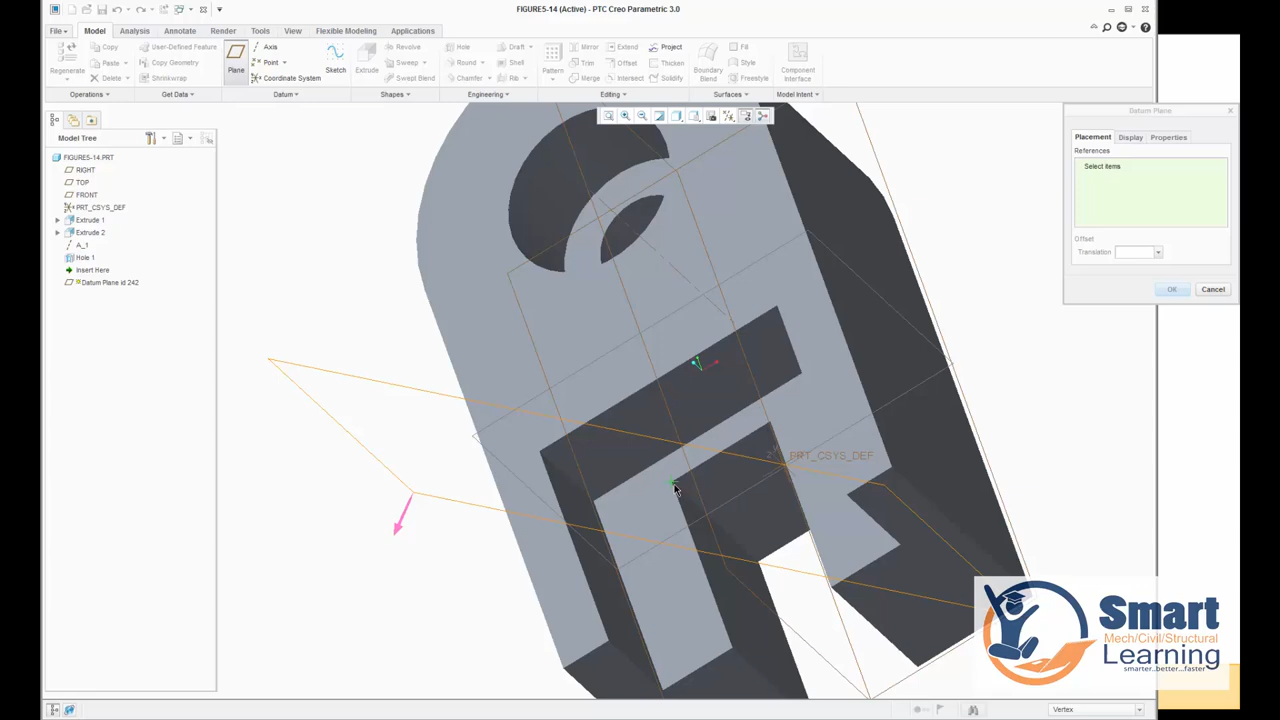 FIGURE5-14 (Active) - PTC Creo Parametric 3.0
File Model Analysis Annotate Render Tools View Flexible Modeling Applications
Regenerate Copy Paste Delete User-Defined Feature Copy Geometry Shrinkwrap Plane Axis Point Coordinate System Sketch Extrude Revolve Sweep Swept Blend Hole Round Chamfer Draft Shell Rib Pattern Mirror Trim Merge Extend Offset Intersect Project Thicken Solidify Boundary Blend Fill Style Freestyle Component Interface
Operations Get Data Datum Shapes Engineering Editing Surfaces Model Intent
Model Tree
FIGURE5-14.PRT
RIGHT
TOP
FRONT
PRT_CSYS_DEF
Extrude 1
Extrude 2
A_1
Hole 1
Insert Here
Datum Plane id 242
PRT_CSYS_DEF
Datum Plane
Placement Display Properties
References
Select items
Offset
Translation
OK Cancel
Smart
Mech/Civil/Structural
Learning
smarter..better...faster
Vertex